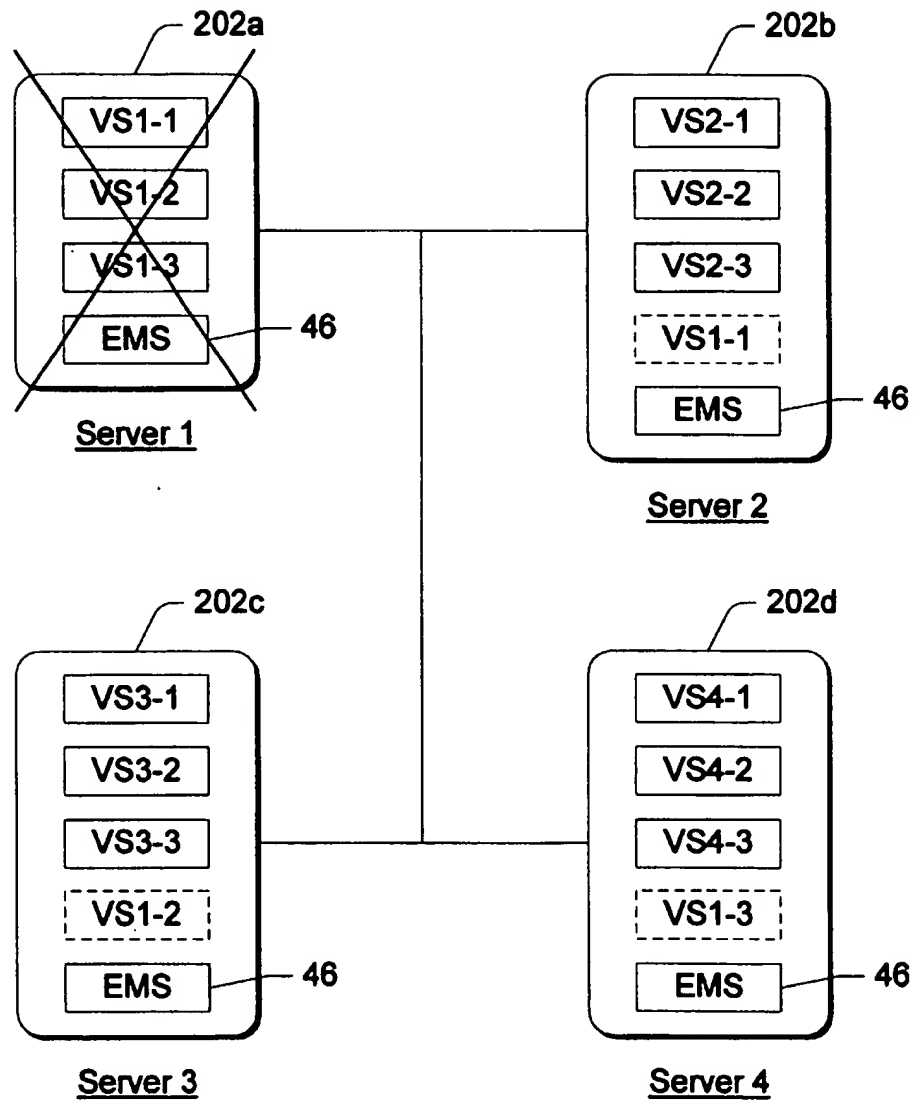 202a
VS1-1
VS1-2
VS1-3
EMS
46
Server 1
202b
VS2-1
VS2-2
VS2-3
VS1-1
EMS
46
Server 2
202c
VS3-1
VS3-2
VS3-3
VS1-2
EMS
46
Server 3
202d
VS4-1
VS4-2
VS4-3
VS1-3
EMS
46
Server 4